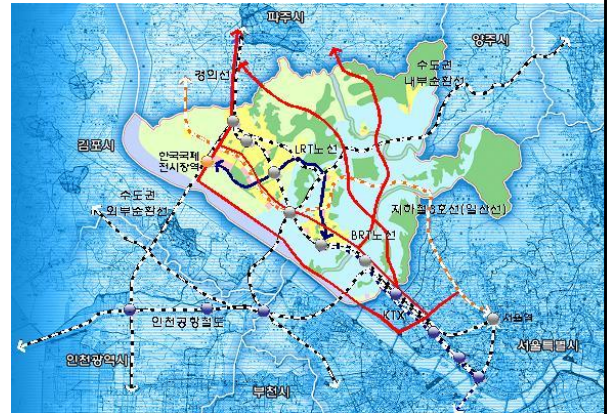 파주시
양주시
경의선
수도권
내부순환선
김포시
한국국제
전시장역
LRT노선
수도권
외부순환선
지하철3호선(일산선)
BRT노선
KTX
인천공항철도
서울역
서울특별시
인천광역시
부천시